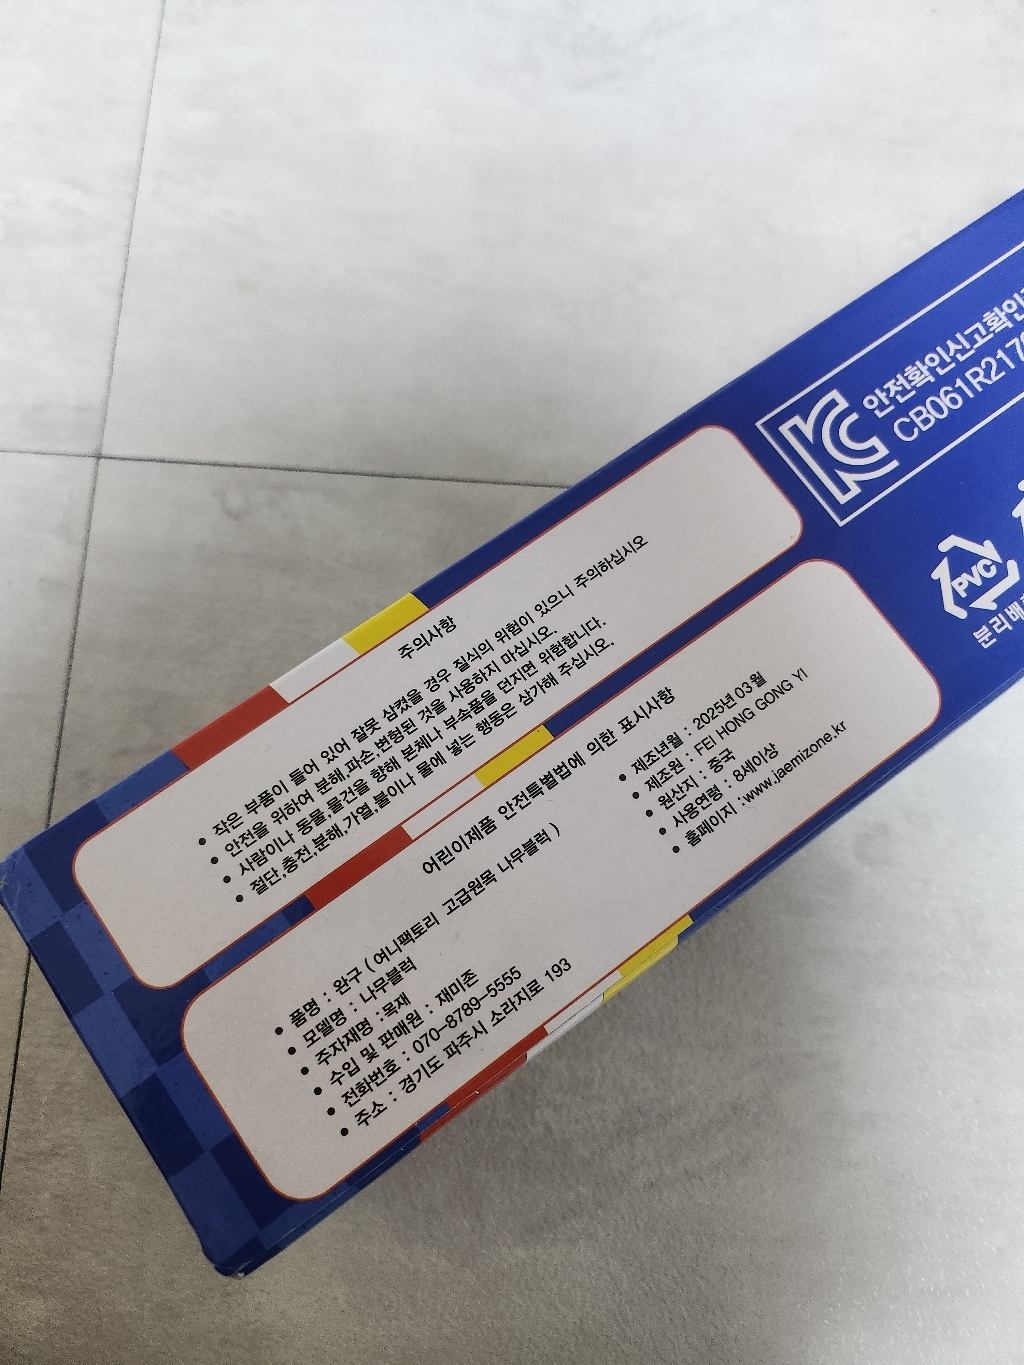 주의사항
• 작은 부품이 들어 있어 잘못 삼켰을 경우 질식의 위험이 있으니 주의하십시오
• 안전을 위하여 분해,파손,변형된 것을 사용하지 마십시오.
• 사람이나 동물,물건을 향해 본체나 부속품을 던지면 위험합니다.
• 절단,충전,분해,가열,불이나 물에 넣는 행동은 삼가해 주십시오.
어린이제품 안전특별법에 의한 표시사항
• 품명 : 완구 ( 여니팩토리 고급원목 나무블럭 )
• 모델명 : 나무블럭
• 주자재명 :목재
• 수입 및 판매원 : 재미존
• 전화번호 : 070-8789-5555
• 주소 : 경기도 파주시 소라지로 193
• 제조년월 : 2025년 03월
• 제조원 : FEI HONG GONG YI
• 원산지 : 중국
• 사용연령 : 8세이상
• 홈페이지 :www.jaemizone.kr
안전확인신고확인
CB061R217
PVC
분리배